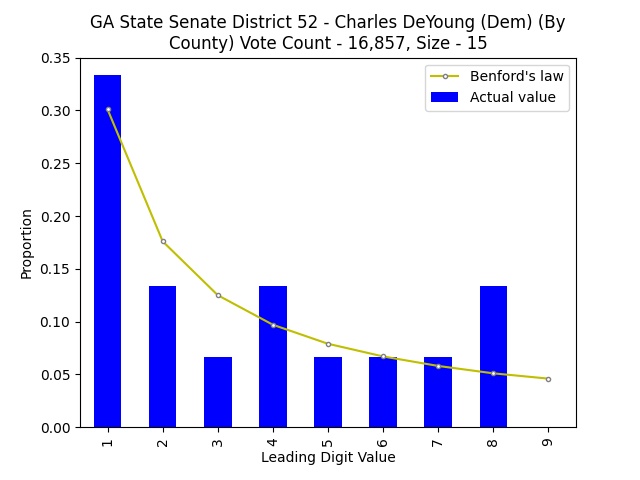 GA State Senate District 52 - Charles DeYoung (Dem) (By
County) Vote Count - 16,857, Size - 15
Benford's law
Actual value
0.35
0.30
0.25
0.20
0.15
0.10
0.05
0.00
Proportion
1 2 3 4 5 6 7 8 9
Leading Digit Value